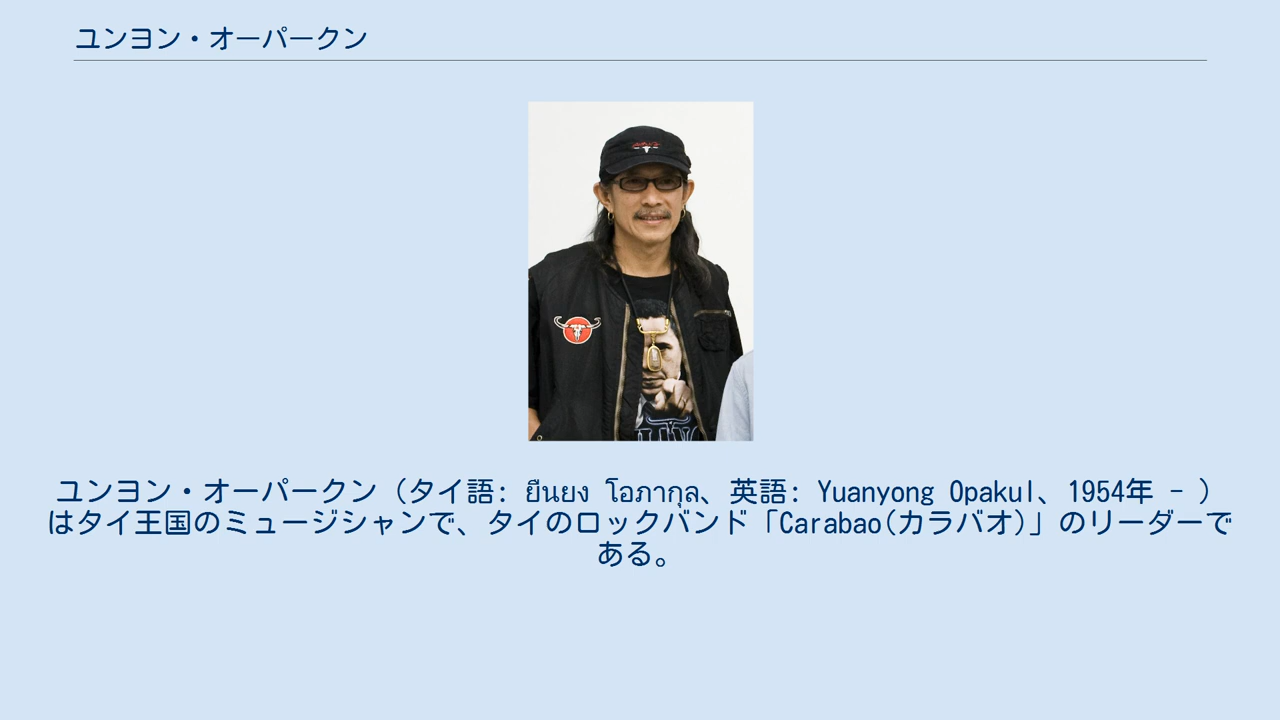 ユンヨン・オーパークン
ユンヨン・オーパークン（タイ語: ยืนยง โอภากุล、英語: Yuanyong Opakul、1954年 - ）
はタイ王国のミュージシャンで、タイのロックバンド「Carabao(カラバオ)」のリーダーで
ある。